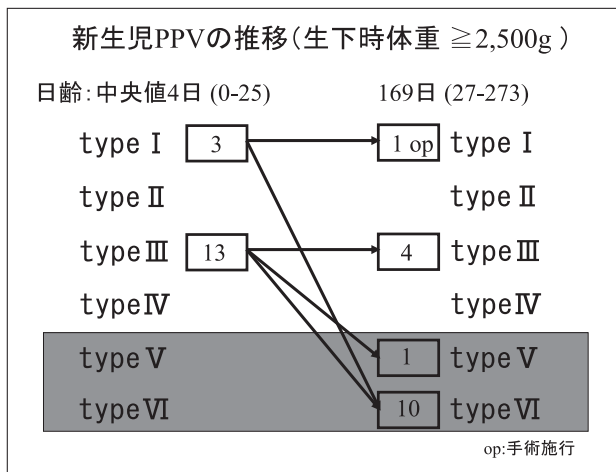 新生児PPVの推移(生下時体重 ≧2,500g )
日齢:中央値4日 (0-25) 169日 (27-273)
type Ⅰ 3 1 op type Ⅰ
type Ⅱ type Ⅱ
type Ⅲ 13 4 type Ⅲ
type Ⅳ type Ⅳ
type Ⅴ 1 type Ⅴ
type Ⅵ 10 type Ⅵ
op:手術施行